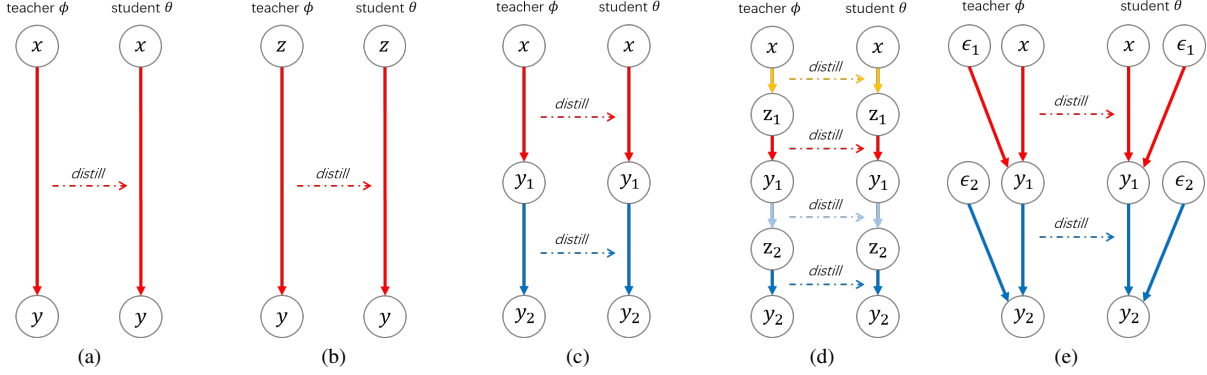 teacher ϕ student θ
x x
distill
y y
(a)
teacher ϕ student θ
z z
distill
y y
(b)
teacher ϕ student θ
x x
distill
y₁ y₁
distill
y₂ y₂
(c)
teacher ϕ student θ
x x
distill
z₁ z₁
distill
y₁ y₁
distill
z₂ z₂
distill
y₂ y₂
(d)
teacher ϕ student θ
ϵ₁ x x ϵ₁
distill
ϵ₂ y₁ y₁ ϵ₂
distill
y₂ y₂
(e)